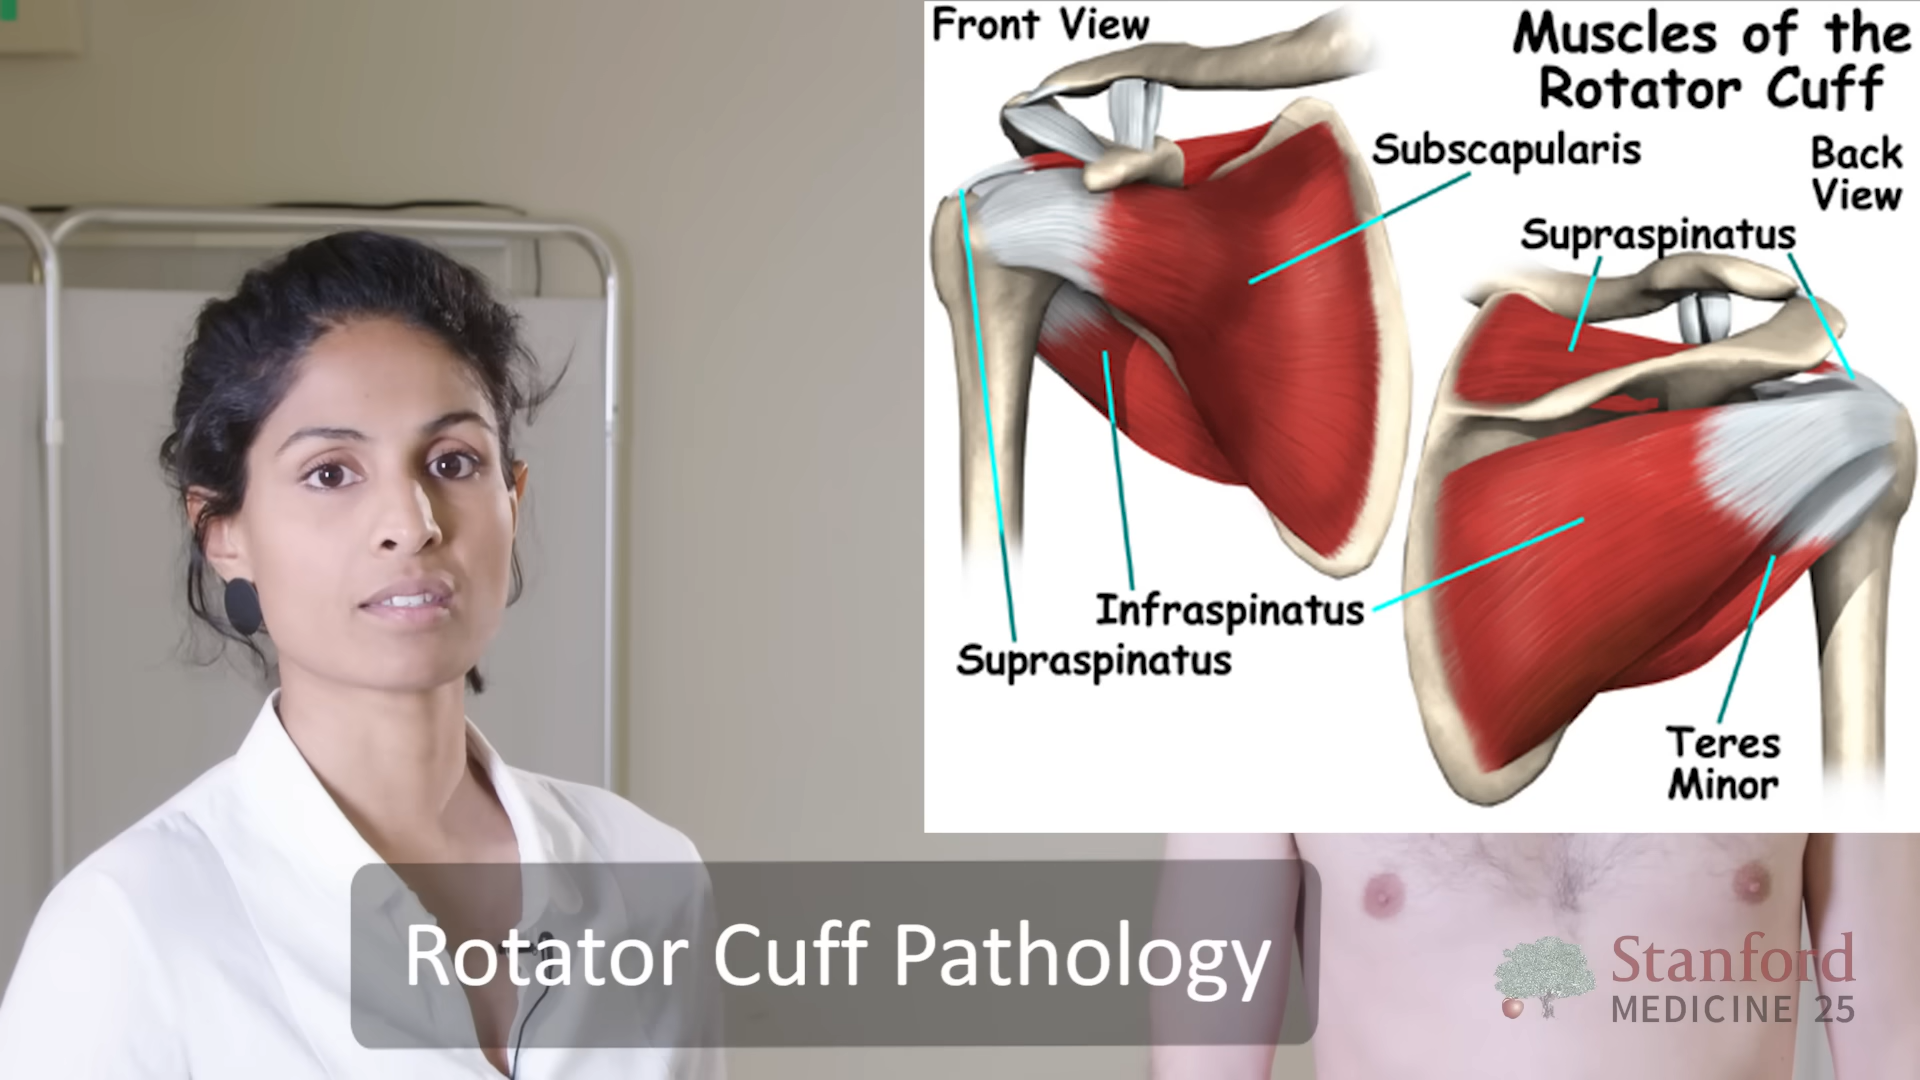 Front View
Muscles of the
Rotator Cuff
Subscapularis
Back
View
Supraspinatus
Infraspinatus
Supraspinatus
Teres
Minor
Rotator Cuff Pathology
Stanford
MEDICINE 25